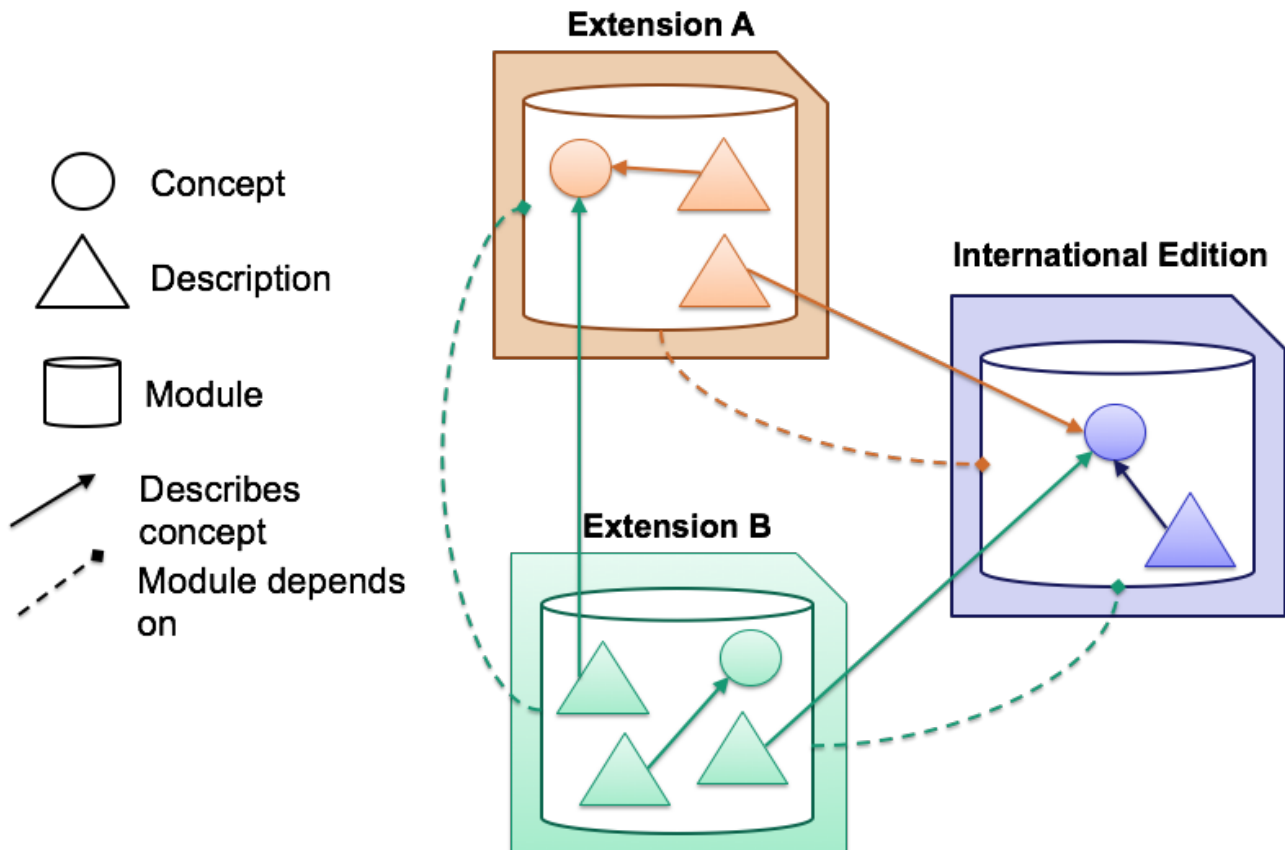 Extension A
Concept
Description
Module
Describes
concept
Module depends
on
International Edition
Extension B